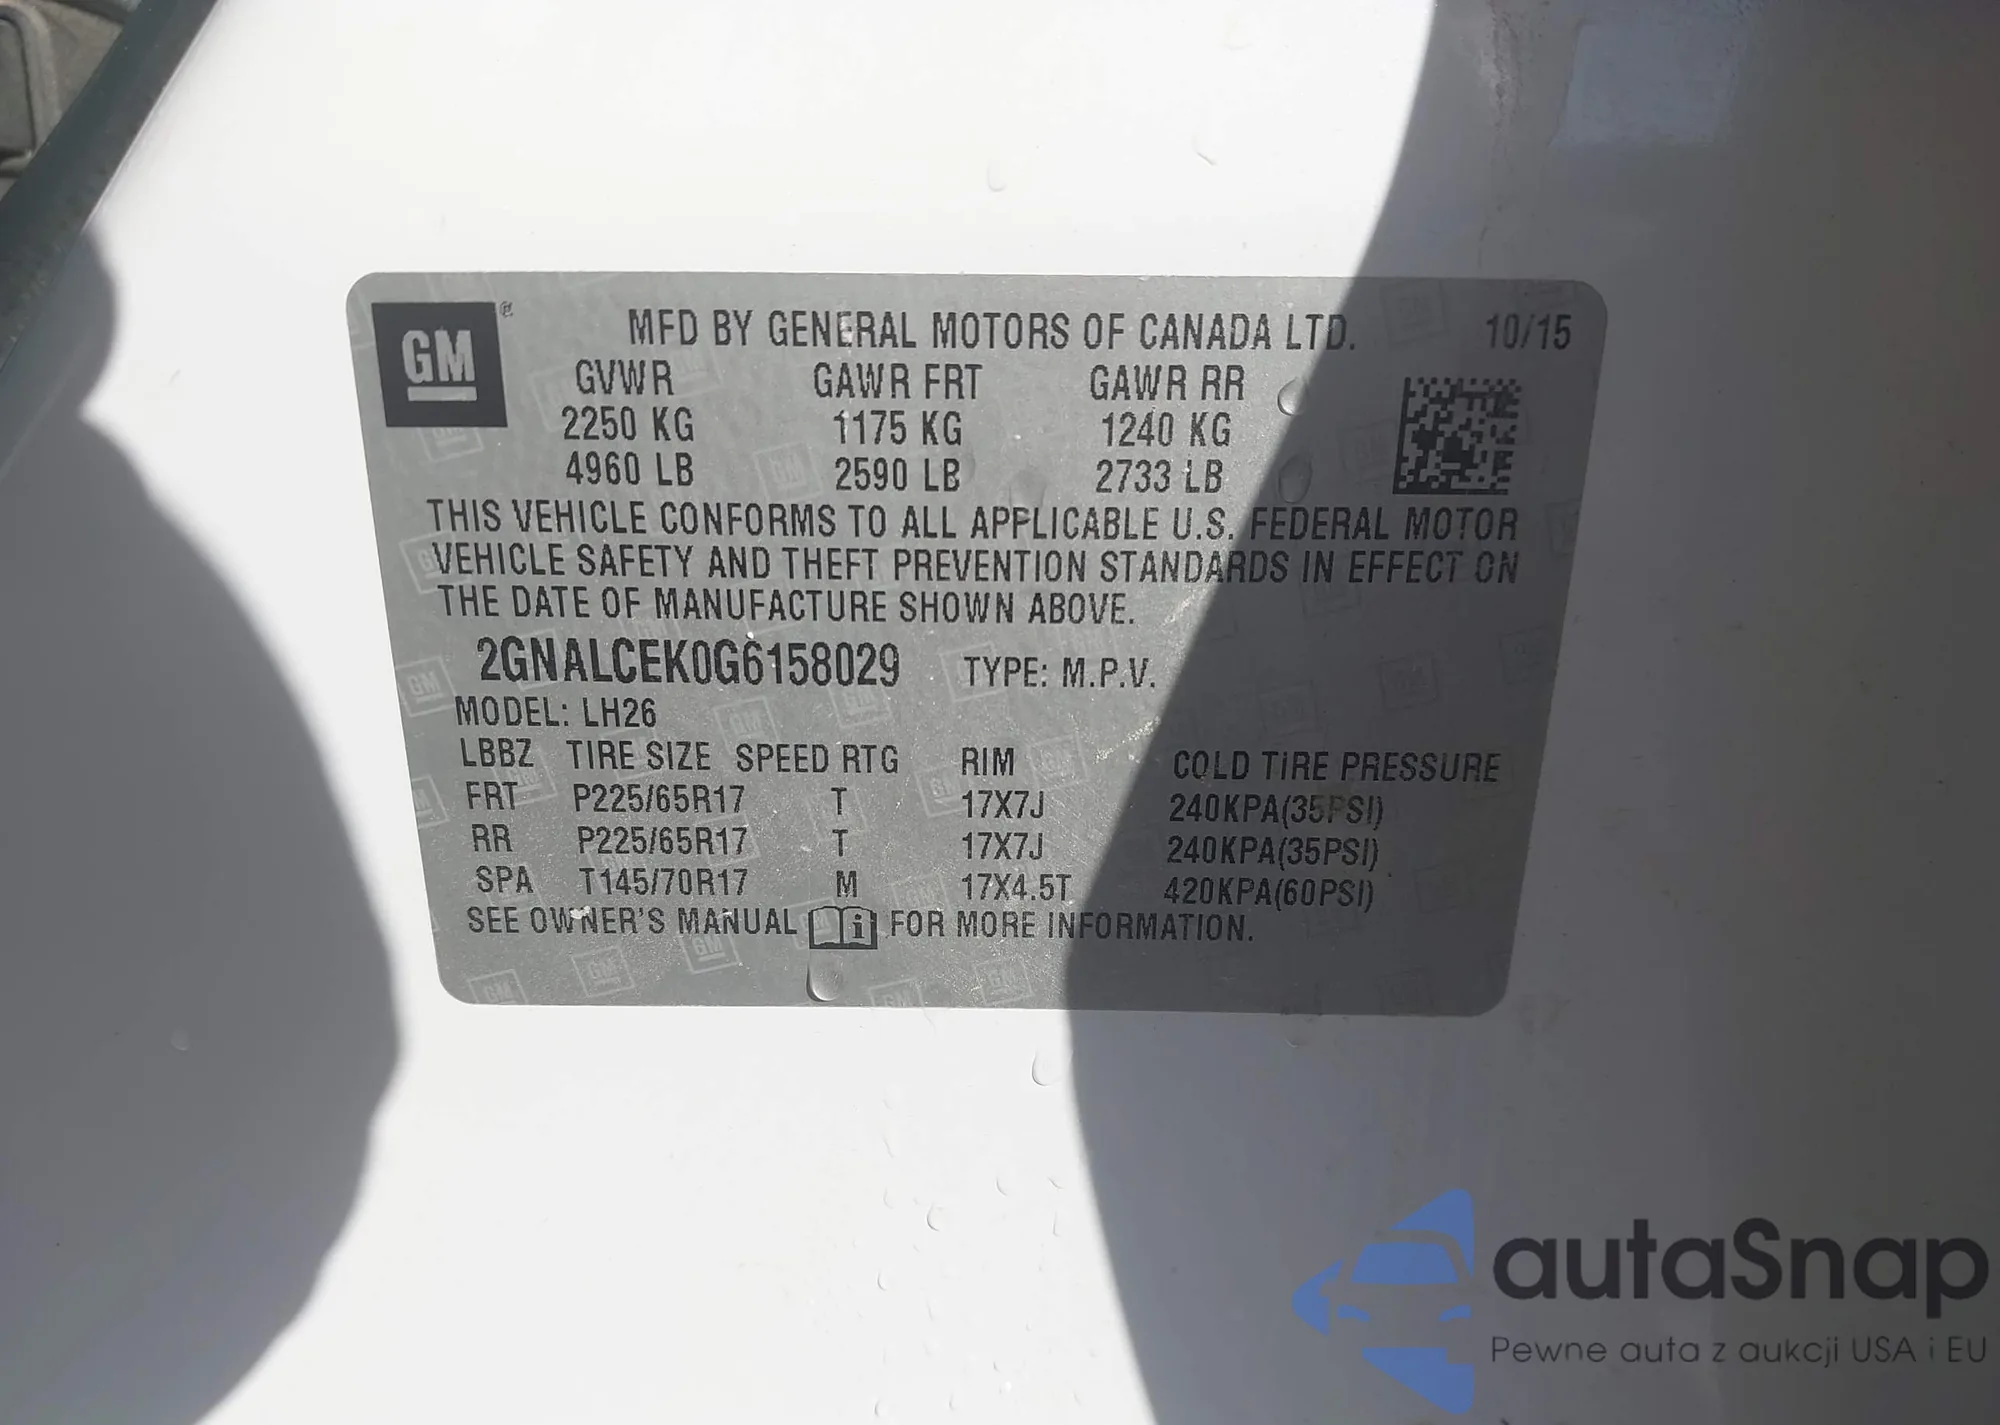 GM
MFD BY GENERAL MOTORS OF CANADA LTD. 10/15
GVWR GAWR FRT GAWR RR
2250 KG 1175 KG 1240 KG
4960 LB 2590 LB 2733 LB
THIS VEHICLE CONFORMS TO ALL APPLICABLE U.S. FEDERAL MOTOR
VEHICLE SAFETY AND THEFT PREVENTION STANDARDS IN EFFECT ON
THE DATE OF MANUFACTURE SHOWN ABOVE.
2GNALCEK0G6158029 TYPE: M.P.V.
MODEL: LH26
LBBZ TIRE SIZE SPEED RTG RIM COLD TIRE PRESSURE
FRT P225/65R17 T 17X7J 240KPA(35PSI)
RR P225/65R17 T 17X7J 240KPA(35PSI)
SPA T145/70R17 M 17X4.5T 420KPA(60PSI)
SEE OWNER'S MANUAL FOR MORE INFORMATION.
autaSnap
Pewne auta z aukcji USA i EU